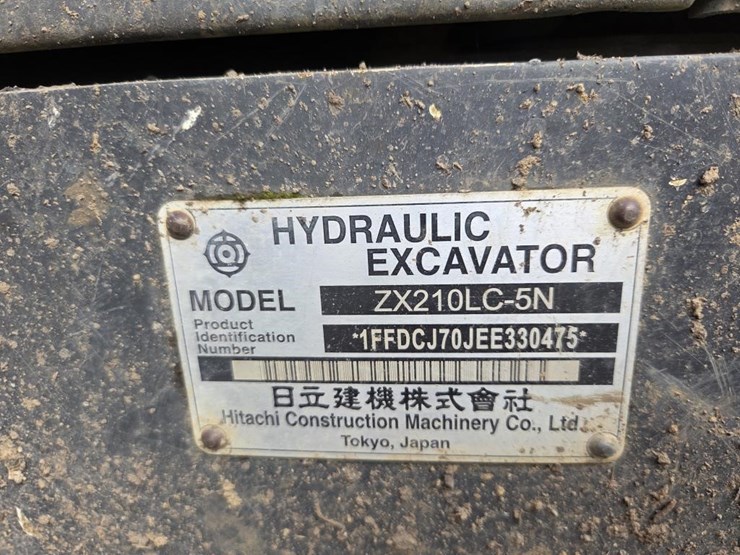 HYDRAULIC
EXCAVATOR
MODEL ZX210LC-5N
Product
Identification
Number
*1FFDCJ70JEE330475*
日立建機株式會社
Hitachi Construction Machinery Co., Ltd.
Tokyo, Japan